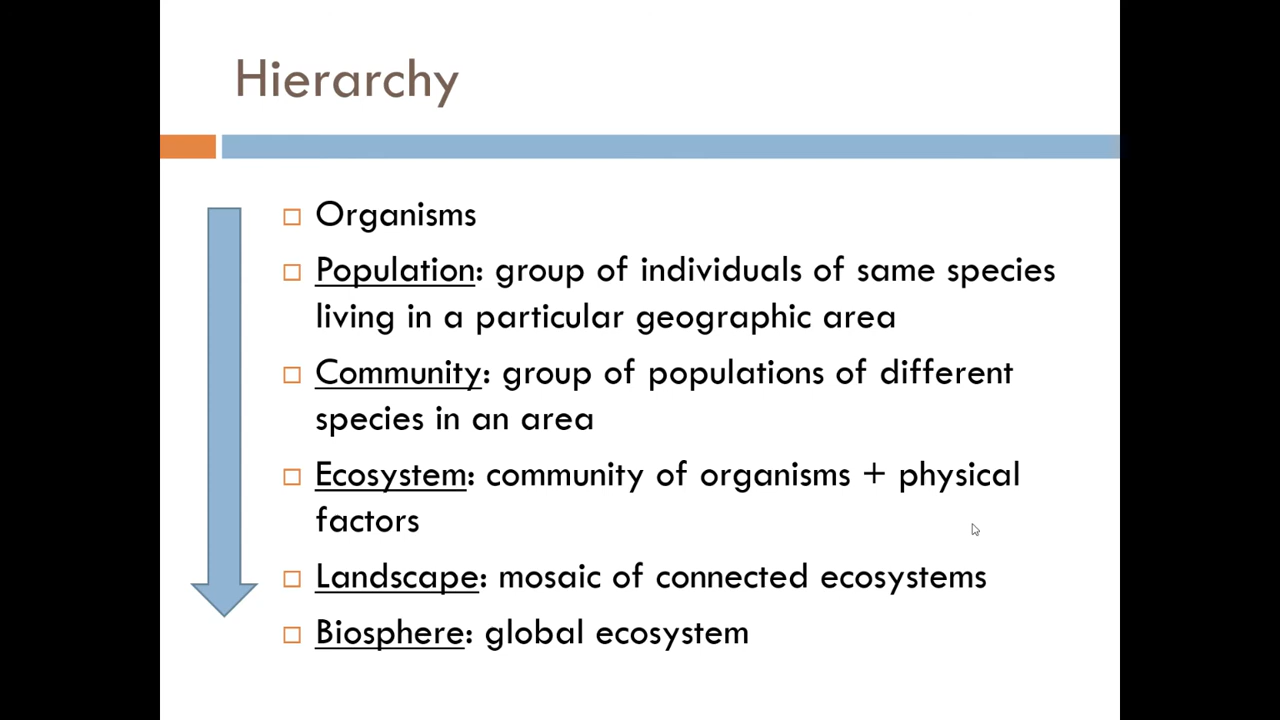 Hierarchy
Organisms
Population: group of individuals of same species
living in a particular geographic area
Community: group of populations of different
species in an area
Ecosystem: community of organisms + physical
factors
Landscape: mosaic of connected ecosystems
Biosphere: global ecosystem